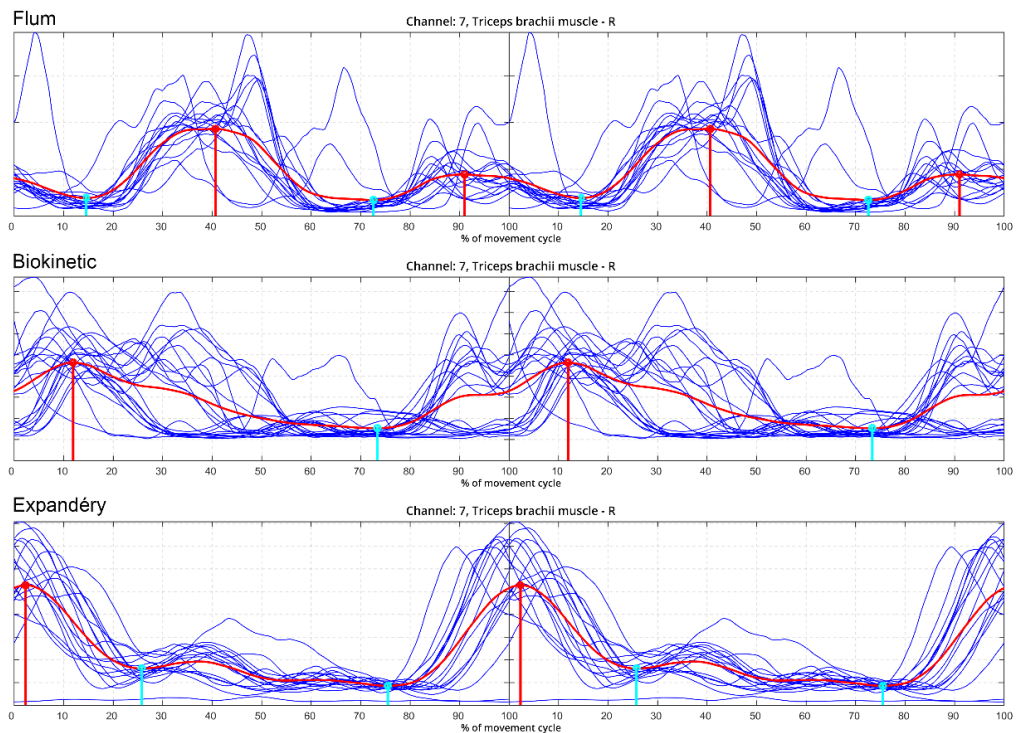 Flum
Channel: 7, Triceps brachii muscle - R
0 10 20 30 40 50 60 70 80 90 100 10 20 30 40 50 60 70 80 90 100
% of movement cycle
Biokinetic
Channel: 7, Triceps brachii muscle - R
0 10 20 30 40 50 60 70 80 90 100 10 20 30 40 50 60 70 80 90 100
% of movement cycle
Expandéry
Channel: 7, Triceps brachii muscle - R
0 10 20 30 40 50 60 70 80 90 100 10 20 30 40 50 60 70 80 90 100
% of movement cycle